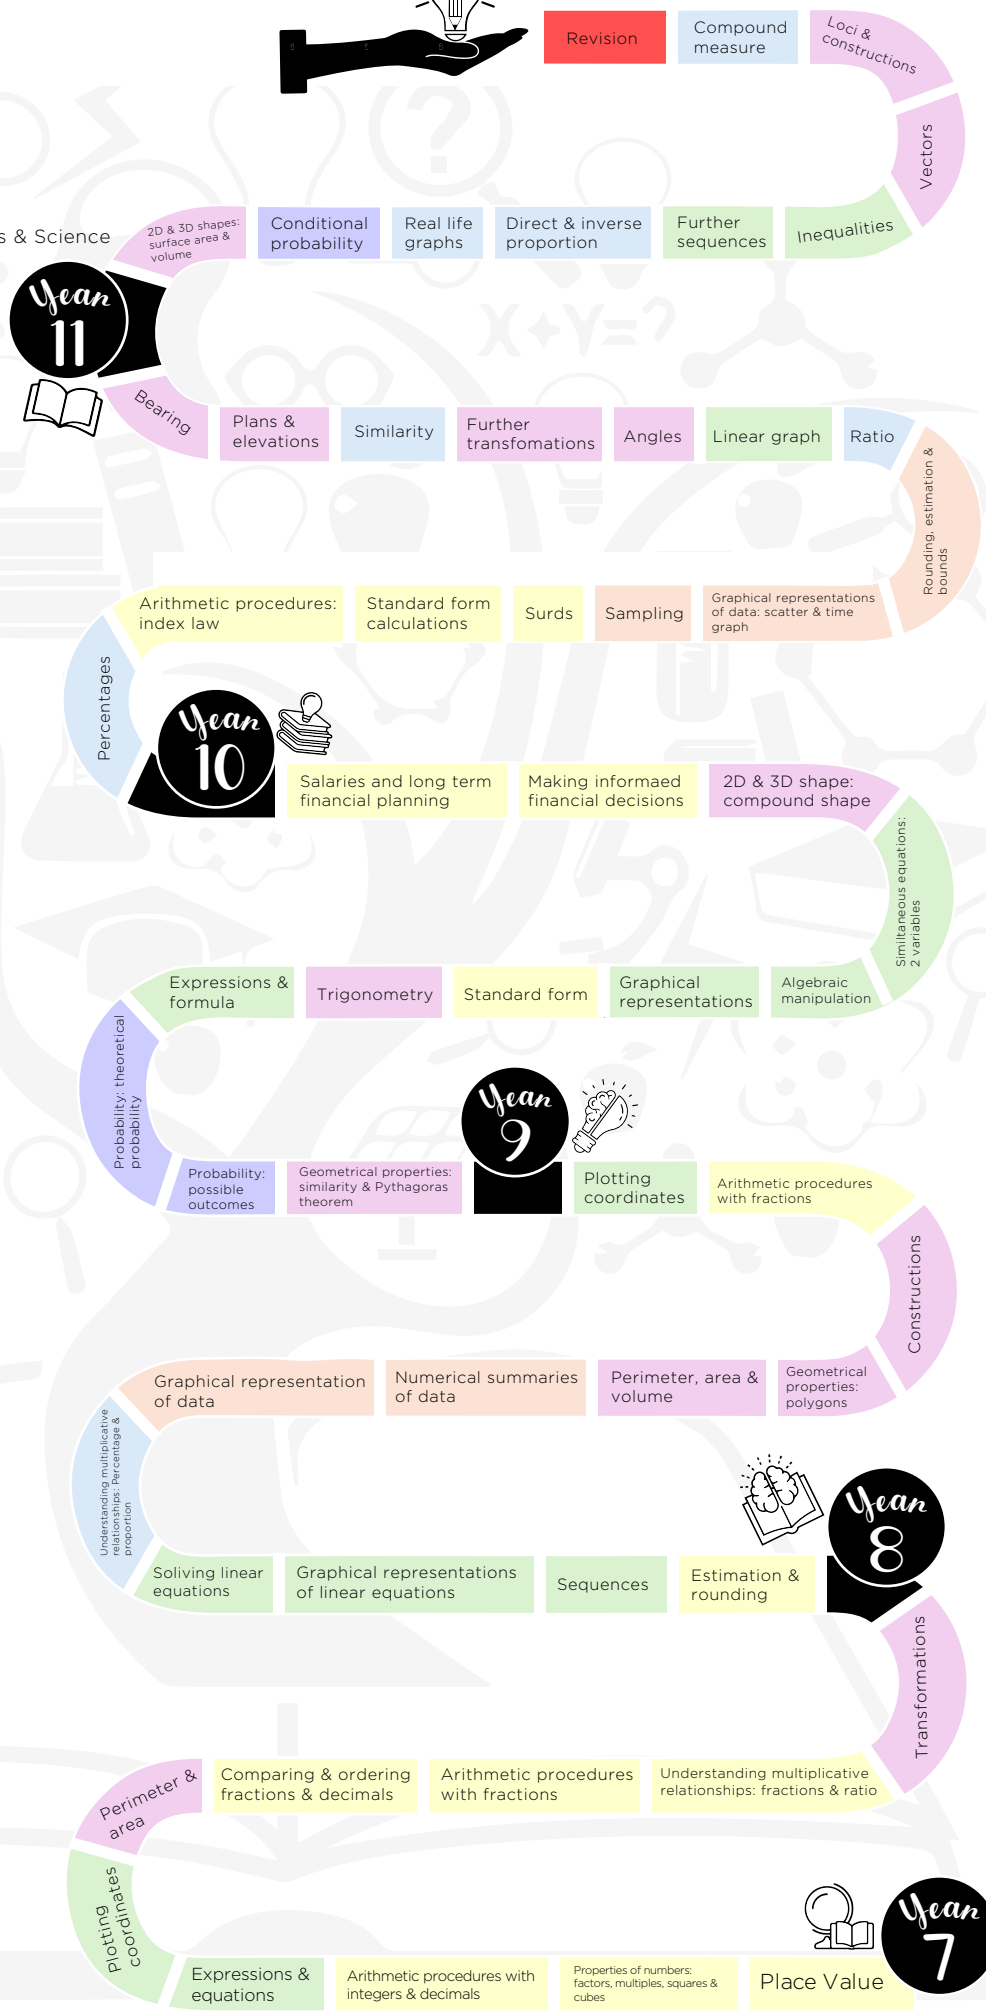 Revision
Compound
measure
Loci &
constructions
Vectors
Inequalities
Further
sequences
Direct & inverse
proportion
Real life
graphs
Conditional
probability
2D & 3D shapes:
surface area &
volume
& Science
Year
11
Bearing
Plans &
elevations
Similarity
Further
transfomations
Angles
Linear graph
Ratio
Rounding, estimation &
bounds
Graphical representations
of data: scatter & time
graph
Sampling
Surds
Standard form
calculations
Arithmetic procedures:
index law
Percentages
Year
10
Salaries and long term
financial planning
Making informaed
financial decisions
2D & 3D shape:
compound shape
Similtaneous equations:
2 variables
Algebraic
manipulation
Graphical
representations
Standard form
Trigonometry
Expressions &
formula
Probability: theoretical
probability
Probability:
possible
outcomes
Geometrical properties:
similarity & Pythagoras
theorem
Year
9
Plotting
coordinates
Arithmetic procedures
with fractions
Constructions
Geometrical
properties:
polygons
Perimeter, area &
volume
Numerical summaries
of data
Graphical representation
of data
Understanding multiplicative
relationships: Percentage &
proportion
Soliving linear
equations
Graphical representations
of linear equations
Sequences
Estimation &
rounding
Year
8
Transformations
Understanding multiplicative
relationships: fractions & ratio
Arithmetic procedures
with fractions
Comparing & ordering
fractions & decimals
Perimeter &
area
Plotting
coordinates
Expressions &
equations
Arithmetic procedures with
integers & decimals
Properties of numbers:
factors, multiples, squares &
cubes
Place Value
Year
7
X+Y=?